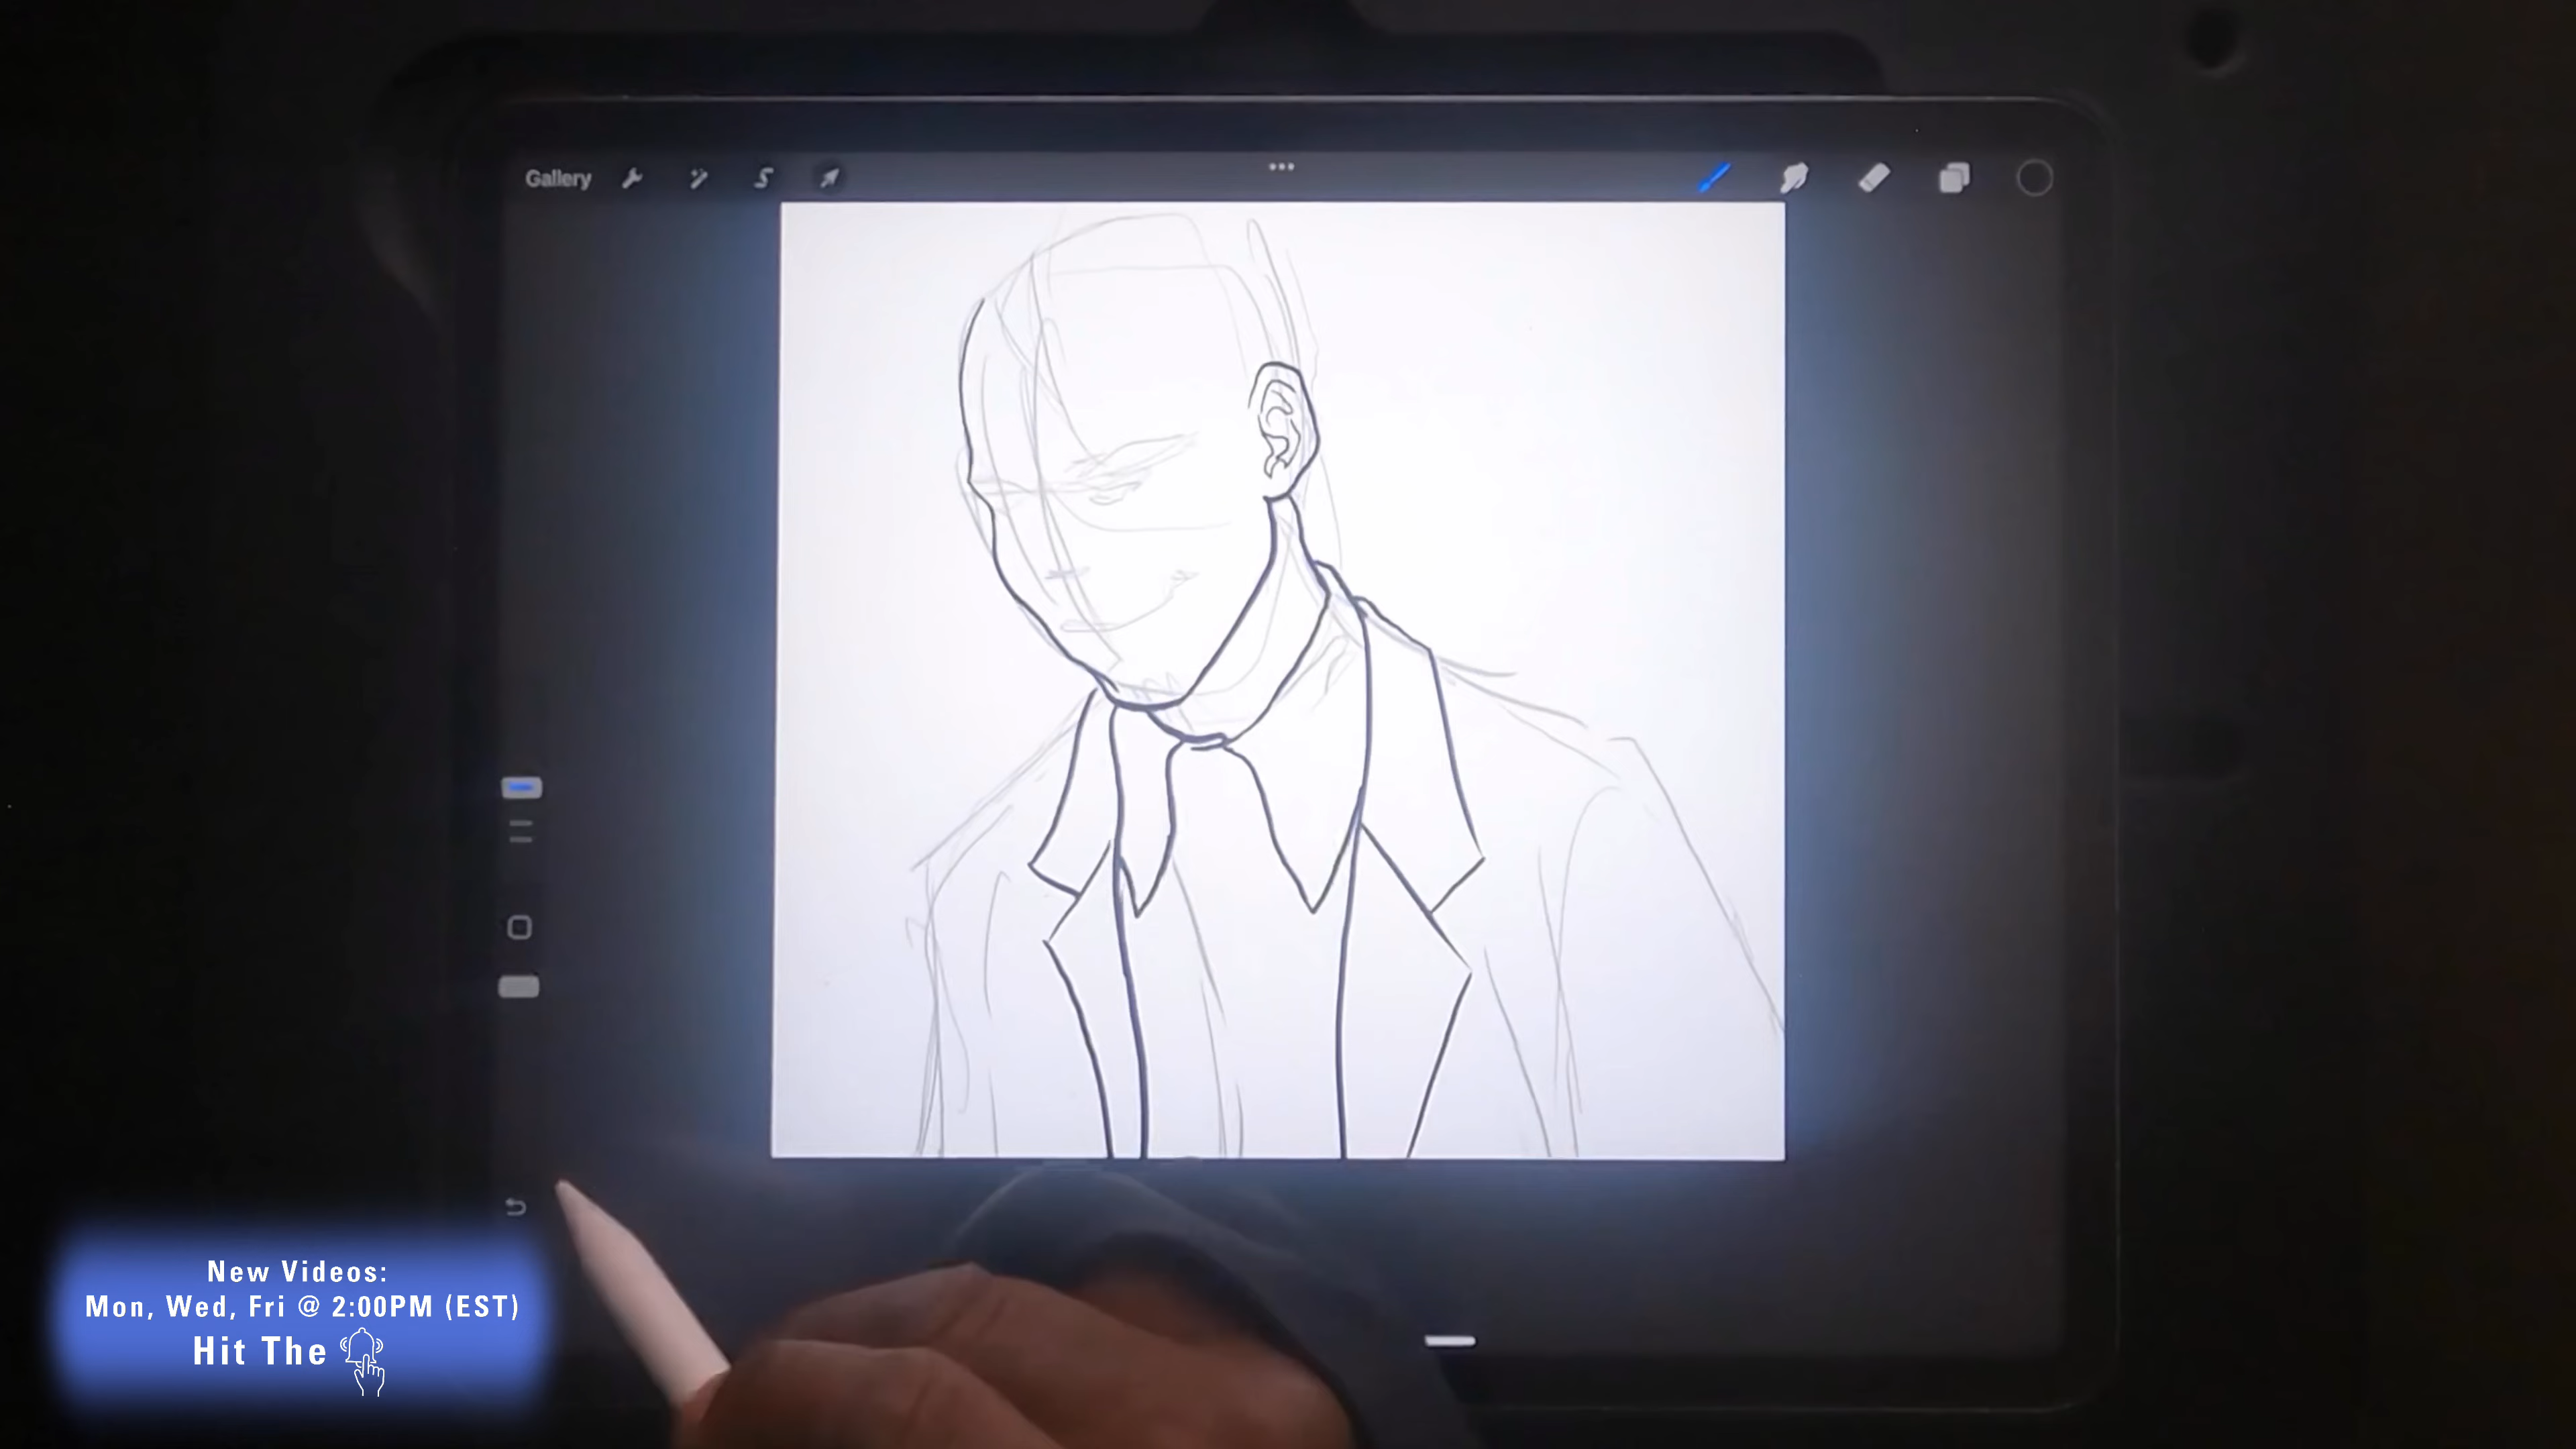 Gallery
New Videos:
Mon, Wed, Fri @ 2:00PM (EST)
Hit The